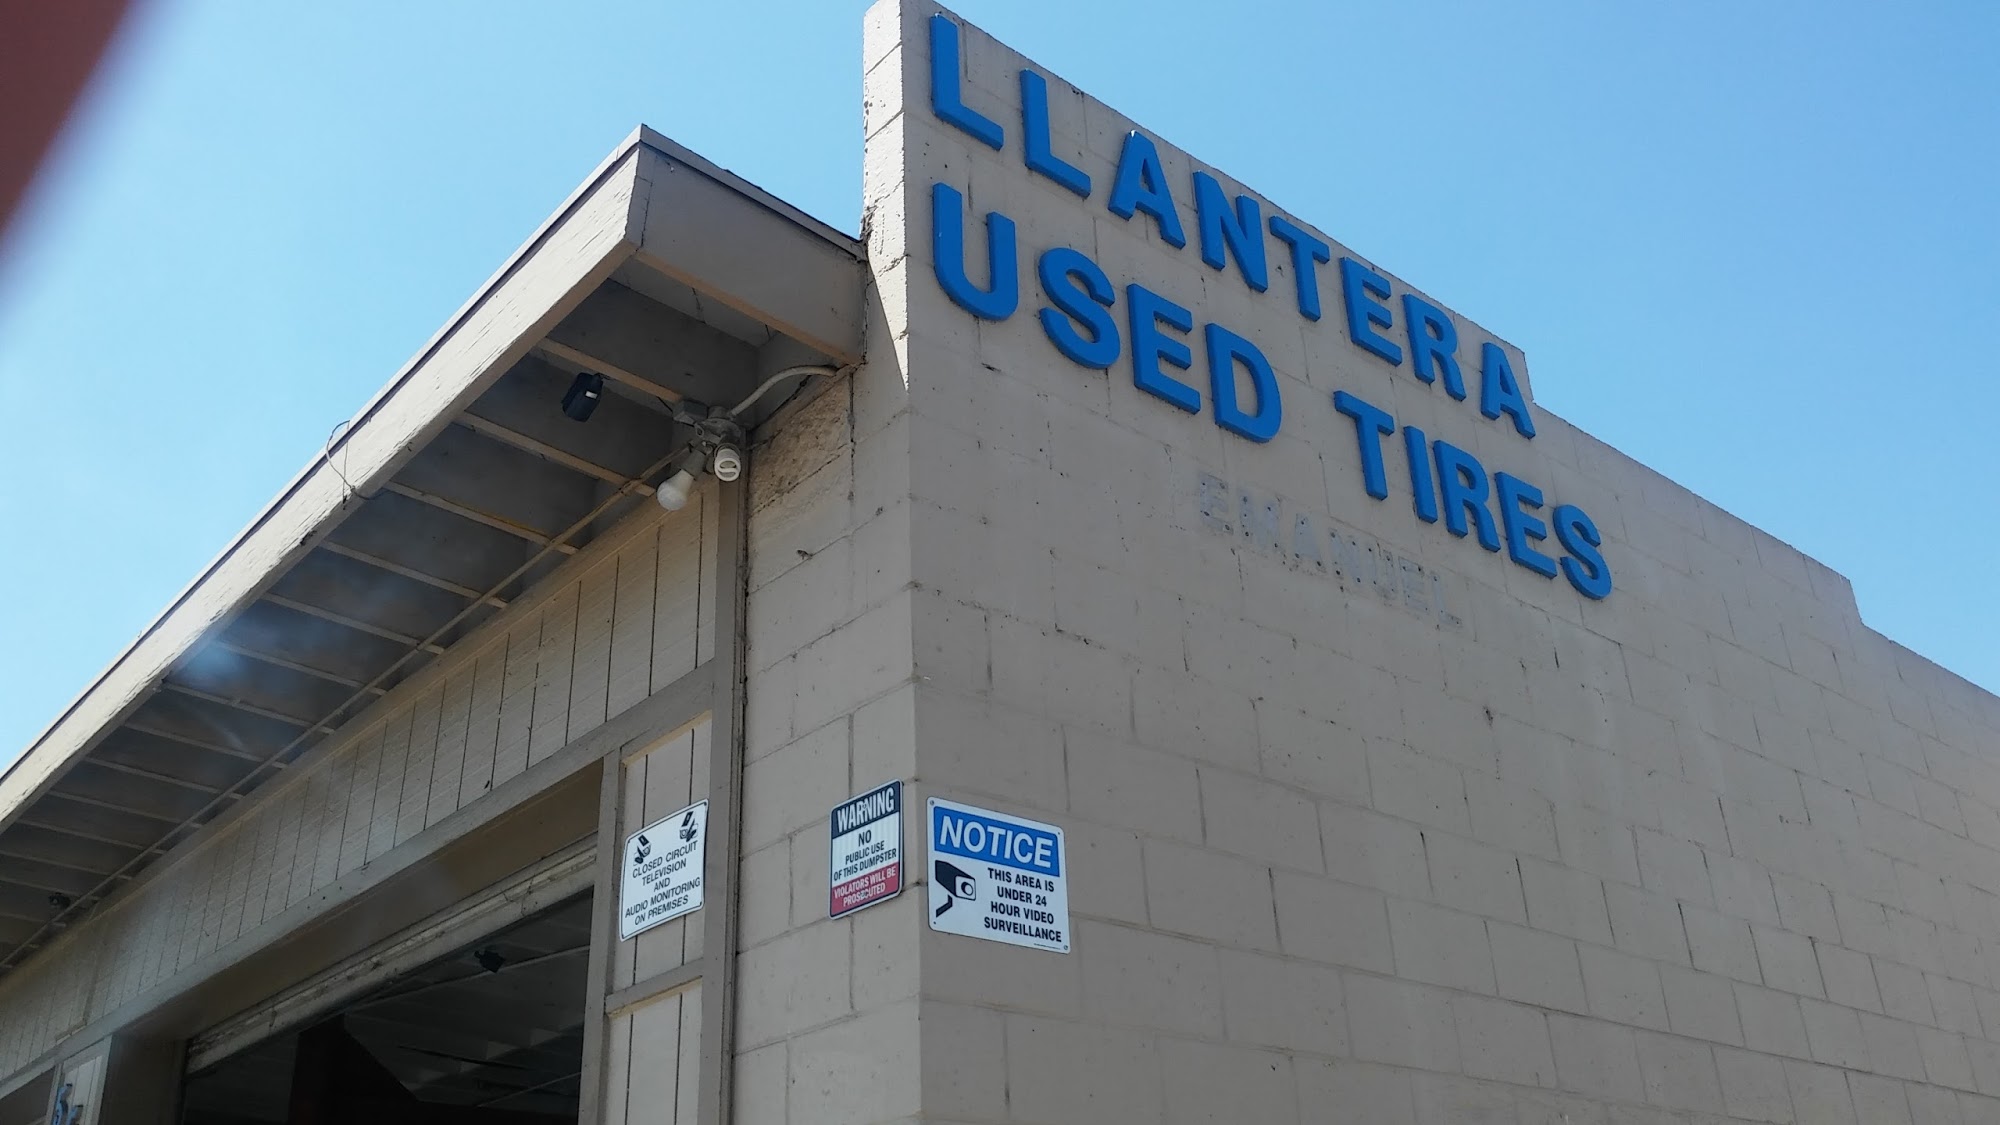 LLANTERA
USED TIRES
EMANUEL
CLOSED CIRCUIT
TELEVISION
AND
AUDIO MONITORING
ON PREMISES
WARNING
NO
PUBLIC USE
OF THIS DUMPSTER
VIOLATORS WILL BE
PROSECUTED
NOTICE
THIS AREA IS
UNDER 24
HOUR VIDEO
SURVEILLANCE